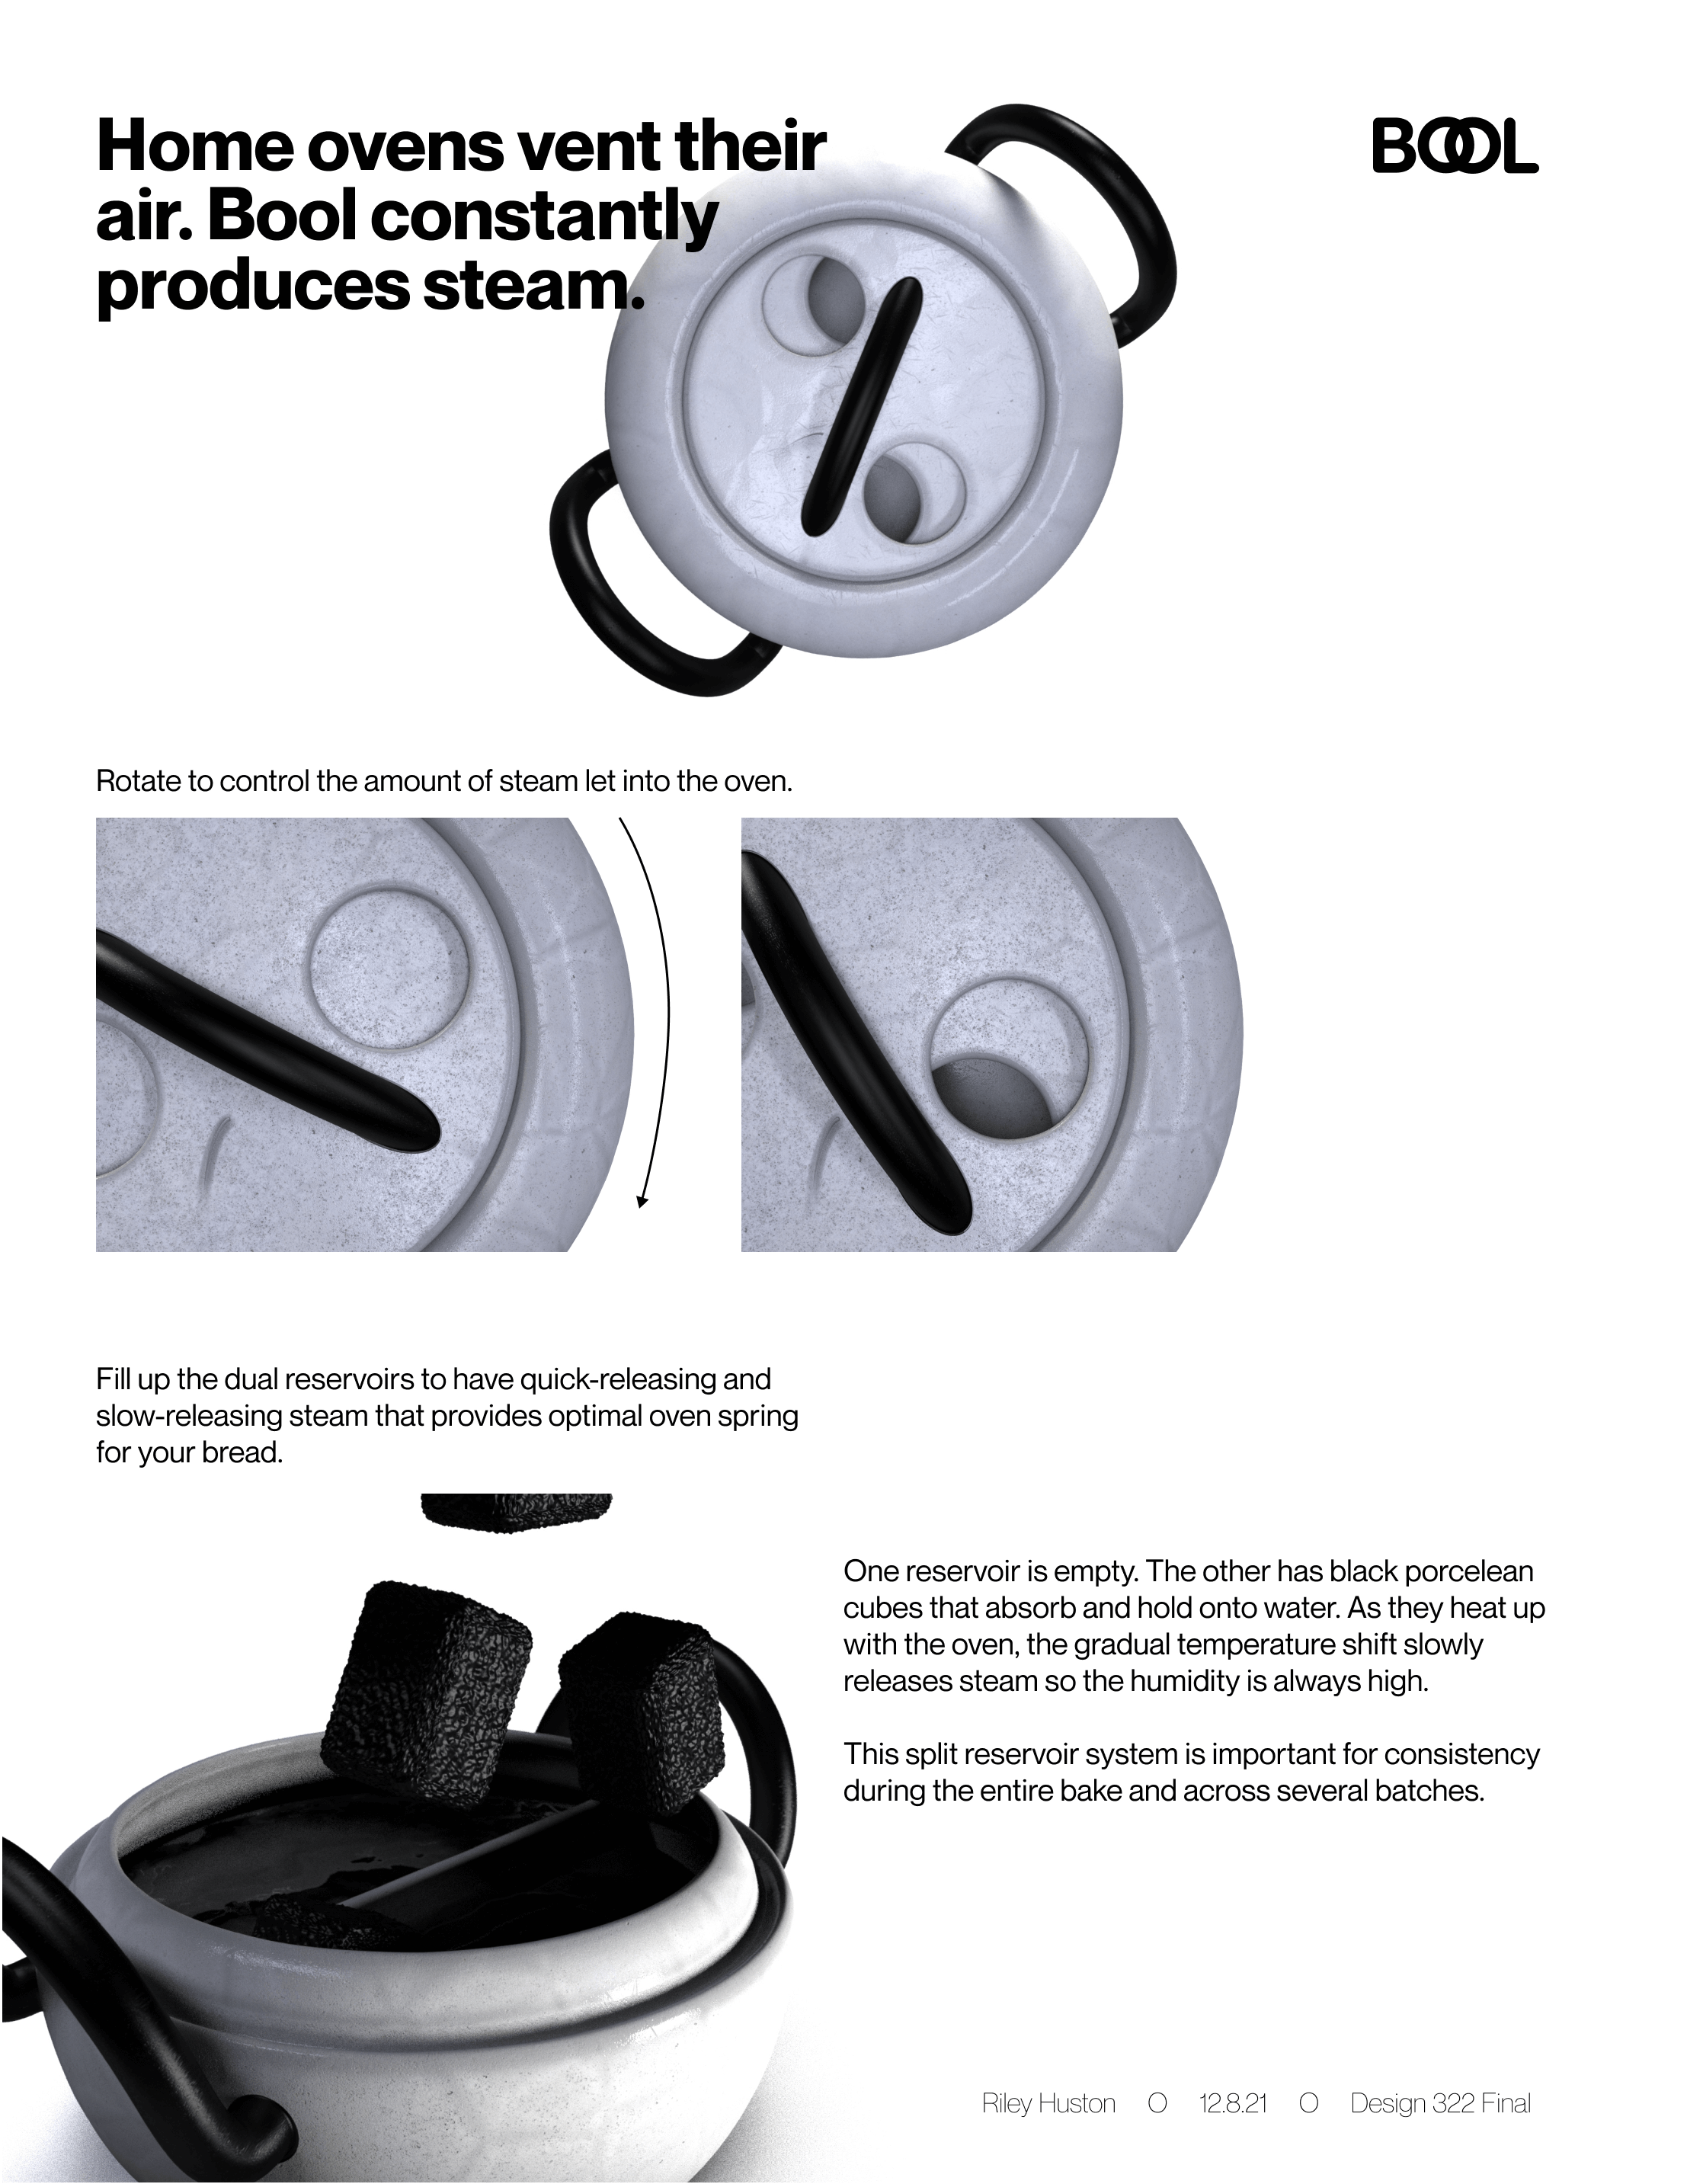 Home ovens vent their
air. Bool constantly
produces steam.
BOOL
Rotate to control the amount of steam let into the oven.
Fill up the dual reservoirs to have quick-releasing and
slow-releasing steam that provides optimal oven spring
for your bread.
One reservoir is empty. The other has black porcelean
cubes that absorb and hold onto water. As they heat up
with the oven, the gradual temperature shift slowly
releases steam so the humidity is always high.
This split reservoir system is important for consistency
during the entire bake and across several batches.
Riley Huston O 12.8.21 O Design 322 Final